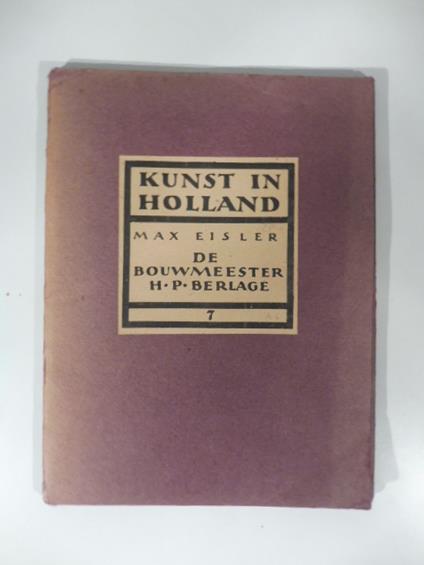 KUNST IN
HOLLAND
MAX EISLER
DE
BOUWMEESTER
H·P·BERLAGE
7